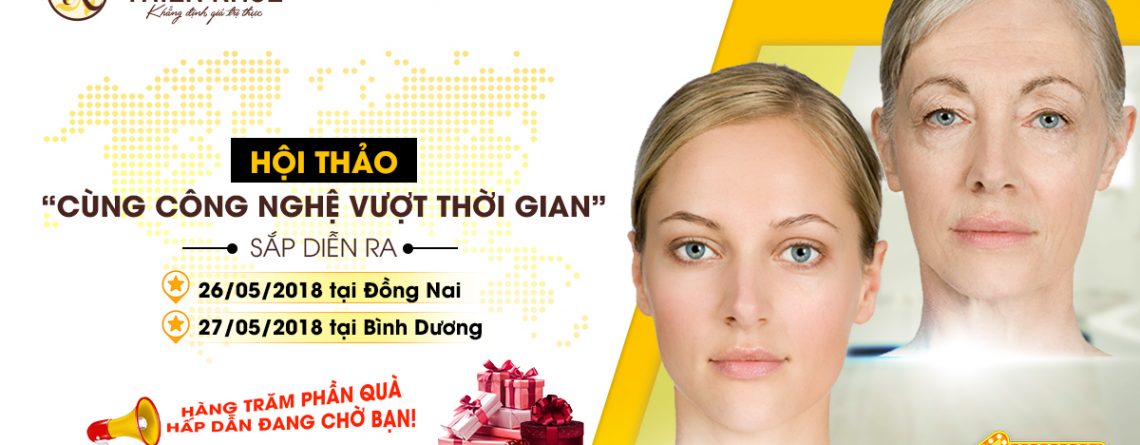 Khẳng định giá trị thực
HỘI THẢO
“CÙNG CÔNG NGHỆ VƯỢT THỜI GIAN”
SẮP DIỄN RA
26/05/2018 tại Đồng Nai
27/05/2018 tại Bình Dương
HÀNG TRĂM PHẦN QUÀ
HẤP DẪN ĐANG CHỜ BẠN!